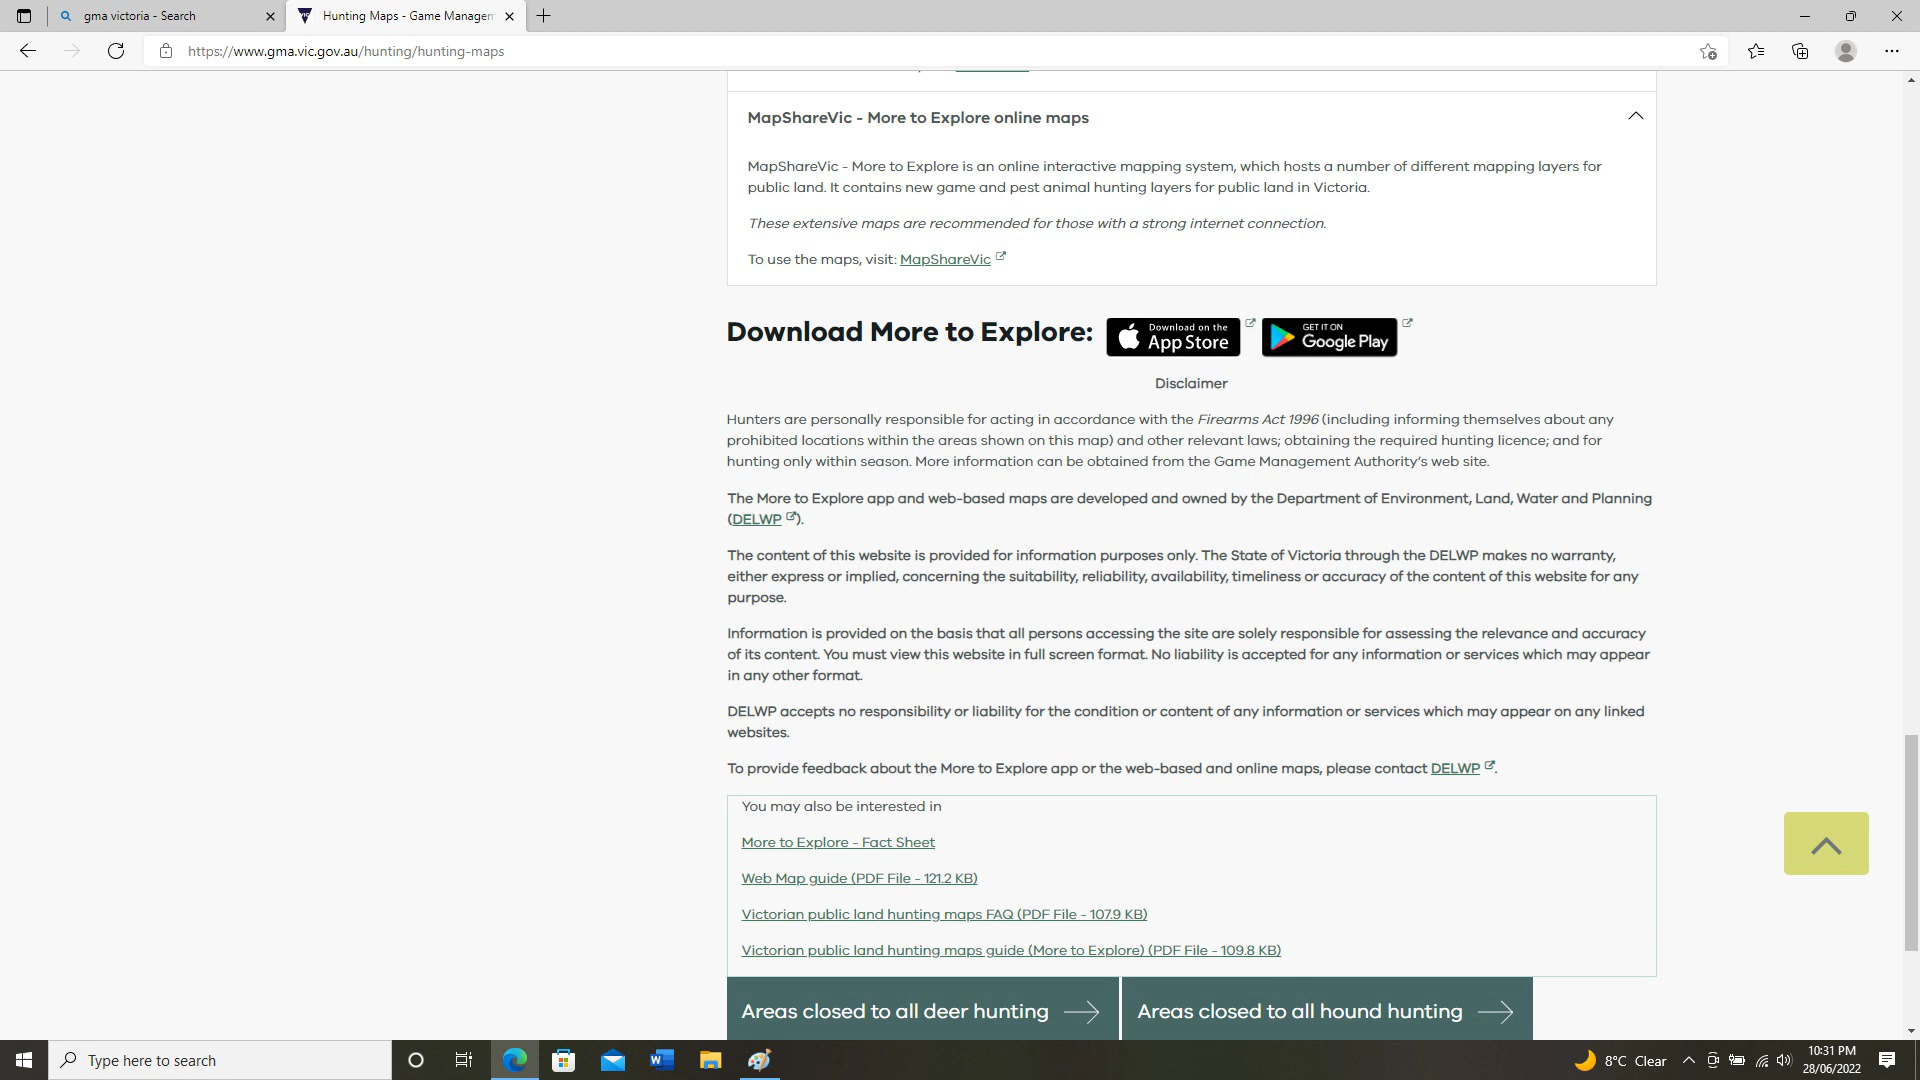 gma victoria - Search
Hunting Maps - Game Managem
https://www.gma.vic.gov.au/hunting/hunting-maps
MapShareVic - More to Explore online maps
MapShareVic - More to Explore is an online interactive mapping system, which hosts a number of different mapping layers for
public land. It contains new game and pest animal hunting layers for public land in Victoria.
These extensive maps are recommended for those with a strong internet connection.
To use the maps, visit: MapShareVic
Download More to Explore:
Download on the
App Store
GET IT ON
Google Play
Disclaimer
Hunters are personally responsible for acting in accordance with the Firearms Act 1996 (including informing themselves about any
prohibited locations within the areas shown on this map) and other relevant laws; obtaining the required hunting licence; and for
hunting only within season. More information can be obtained from the Game Management Authority's web site.
The More to Explore app and web-based maps are developed and owned by the Department of Environment, Land, Water and Planning
(DELWP).
The content of this website is provided for information purposes only. The State of Victoria through the DELWP makes no warranty,
either express or implied, concerning the suitability, reliability, availability, timeliness or accuracy of the content of this website for any
purpose.
Information is provided on the basis that all persons accessing the site are solely responsible for assessing the relevance and accuracy
of its content. You must view this website in full screen format. No liability is accepted for any information or services which may appear
in any other format.
DELWP accepts no responsibility or liability for the condition or content of any information or services which may appear on any linked
websites.
To provide feedback about the More to Explore app or the web-based and online maps, please contact DELWP.
You may also be interested in
More to Explore - Fact Sheet
Web Map guide (PDF File - 121.2 KB)
Victorian public land hunting maps FAQ (PDF File - 107.9 KB)
Victorian public land hunting maps guide (More to Explore) (PDF File - 109.8 KB)
Areas closed to all deer hunting
Areas closed to all hound hunting
Type here to search
8°C Clear
10:31 PM
28/06/2022